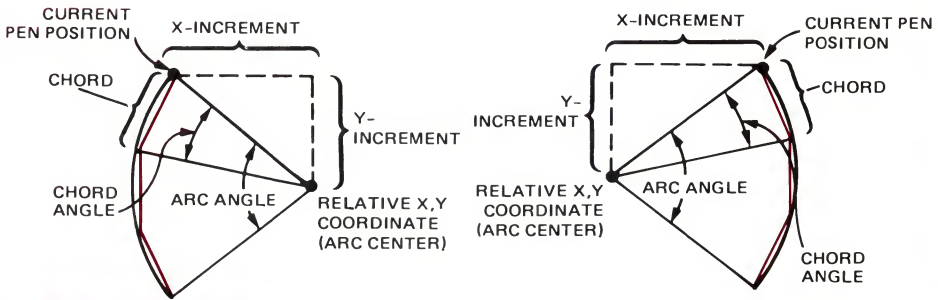 CURRENT
PEN POSITION
X-INCREMENT
CHORD
Y-
INCREMENT
CHORD
ANGLE
ARC ANGLE
RELATIVE X,Y
COORDINATE
(ARC CENTER)
X-INCREMENT
CURRENT PEN
POSITION
CHORD
Y-
INCREMENT
RELATIVE X,Y
COORDINATE
(ARC CENTER)
ARC ANGLE
CHORD
ANGLE